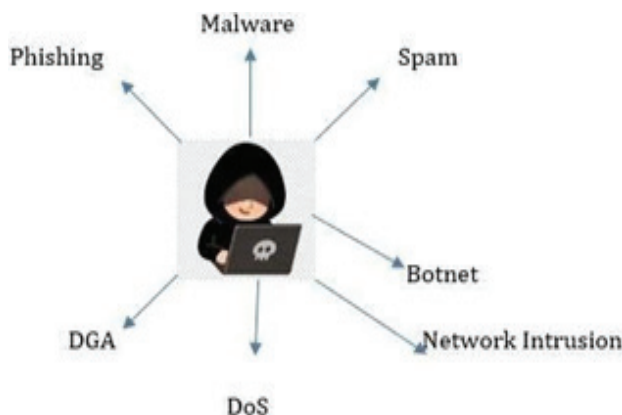 Malware
Phishing
Spam
Botnet
DGA
Network Intrusion
DoS